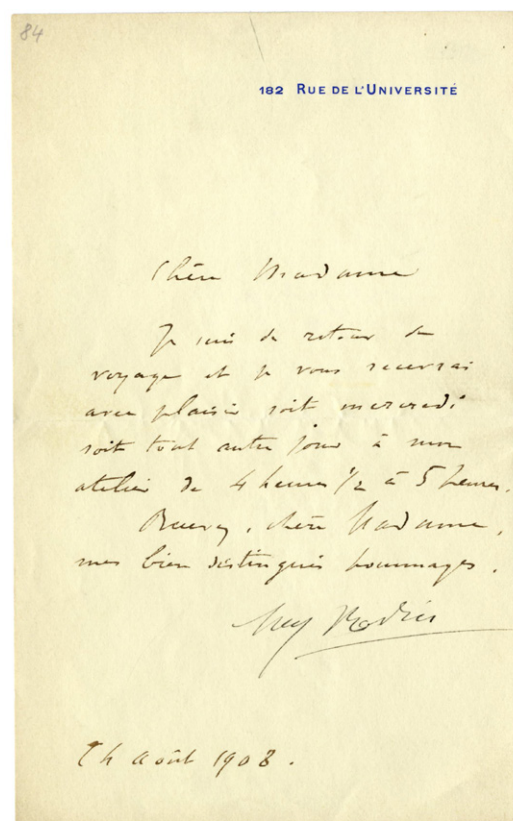 84
182 RUE DE L'UNIVERSITÉ
Chère Madame
Je suis de retour de
voyage et je vous recevrai
avec plaisir soit mercredi
soit tout autre jour à mon
atelier de 4 heures 1/2 à 5 heures.
Recevez, chère Madame,
mes bien distingués hommages.
Aug Rodin
Août 1908.